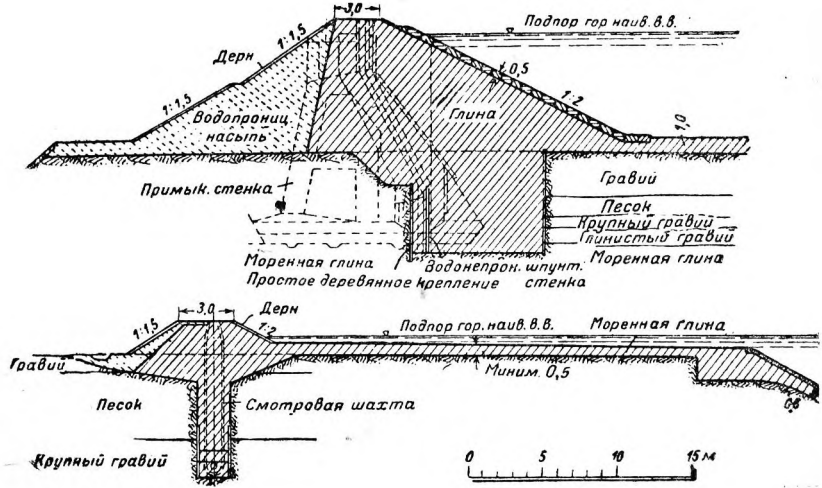 3,0
Подпор гор наив. в. в.
1:1,5
Дерн
0,5
1:2
1:1,5
Водопрониц
насыпь
Глина
1,0
Примык. стенка
Гравий
Песок
Крупный гравий
Глинистый гравий
Моренная глина
Моренная глина
Водонепрон. шпунт.
Простое деревянное крепление
стенка
3,0
Дерн
1:1,5
1:2
Подпор гор. наив. в. в.
Моренная глина
Гравий
Миним. 0,5
Песок
Смотровая шахта
Крупный гравий
0 5 10 15 м